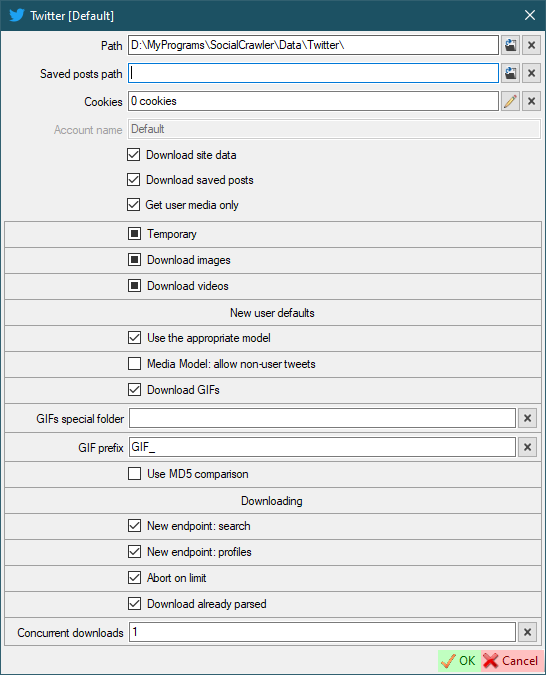 Twitter [Default]
Path D:\MyPrograms\SocialCrawler\Data\Twitter\
Saved posts path
Cookies 0 cookies
Account name Default
Download site data
Download saved posts
Get user media only
Temporary
Download images
Download videos
New user defaults
Use the appropriate model
Media Model: allow non-user tweets
Download GIFs
GIFs special folder
GIF prefix GIF_
Use MD5 comparison
Downloading
New endpoint: search
New endpoint: profiles
Abort on limit
Download already parsed
Concurrent downloads 1
OK Cancel